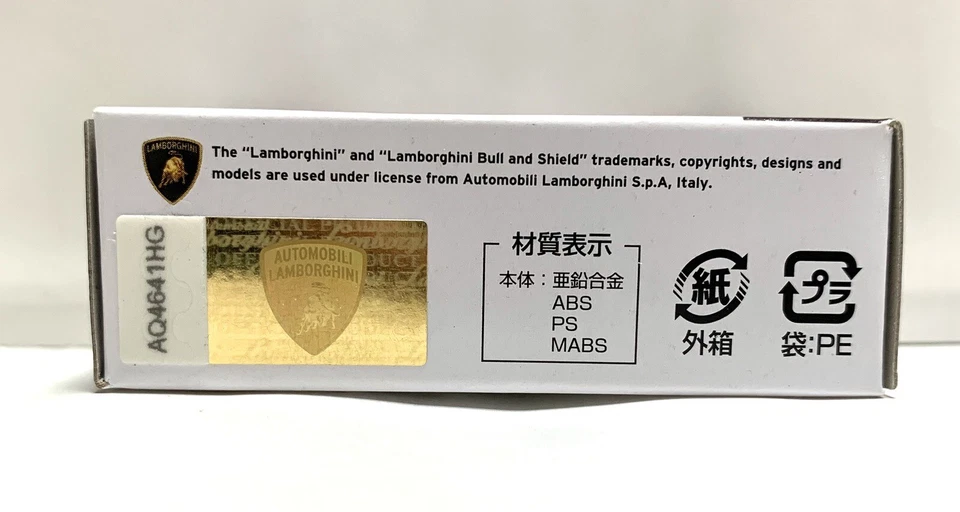 LAMBORGHINI
The “Lamborghini” and “Lamborghini Bull and Shield” trademarks, copyrights, designs and
models are used under license from Automobili Lamborghini S.p.A, Italy.
AQ4641HG
AUTOMOBILI
LAMBORGHINI
材質表示
本体：亜鉛合金
ABS
PS
MABS
紙
外箱
プラ
袋:PE